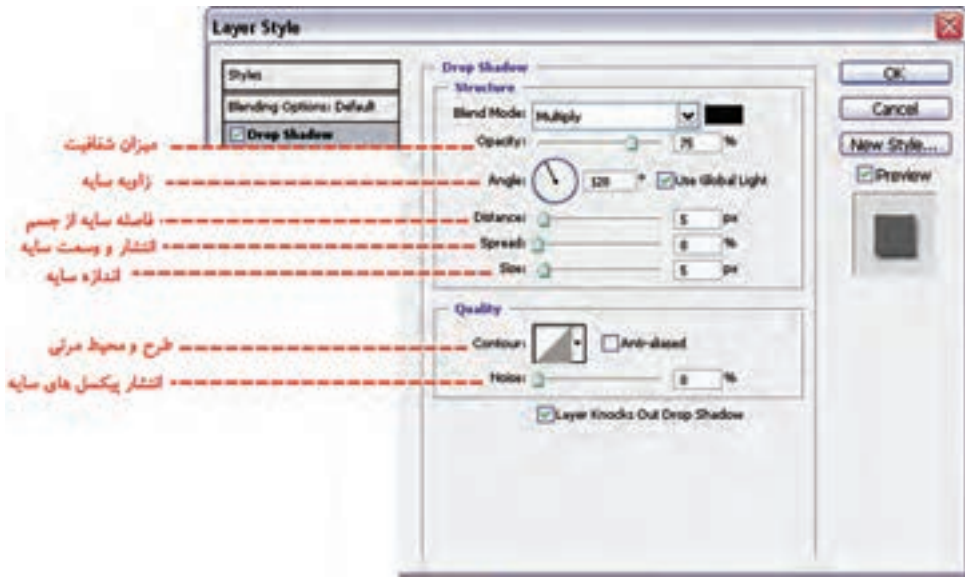 Layer Style
Styles
Blending Options: Default
Drop Shadow
Drop Shadow
Structure
Blend Mode: Multiply
Opacity: 75 %
Angle: 120 ° Use Global Light
Distance: 5 px
Spread: 0 %
Size: 5 px
Quality
Contour: Anti-aliased
Noise: 0 %
Layer Knocks Out Drop Shadow
OK
Cancel
New Style...
Preview
میزان شفافیت
زاویه سایه
فاصله سایه از جسم
انتشار و وسعت سایه
اندازه سایه
طرح و محیط مرئی
انتشار پیکسل های سایه